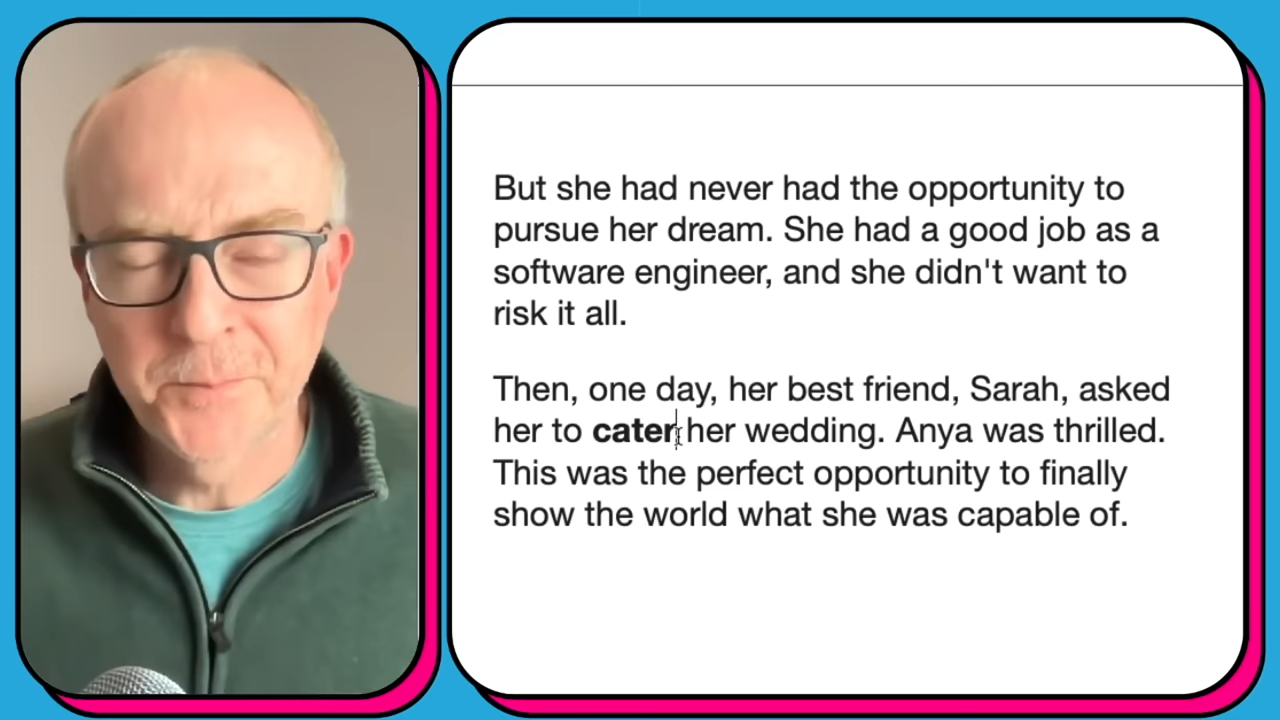 But she had never had the opportunity to
pursue her dream. She had a good job as a
software engineer, and she didn't want to
risk it all.
Then, one day, her best friend, Sarah, asked
her to cater her wedding. Anya was thrilled.
This was the perfect opportunity to finally
show the world what she was capable of.